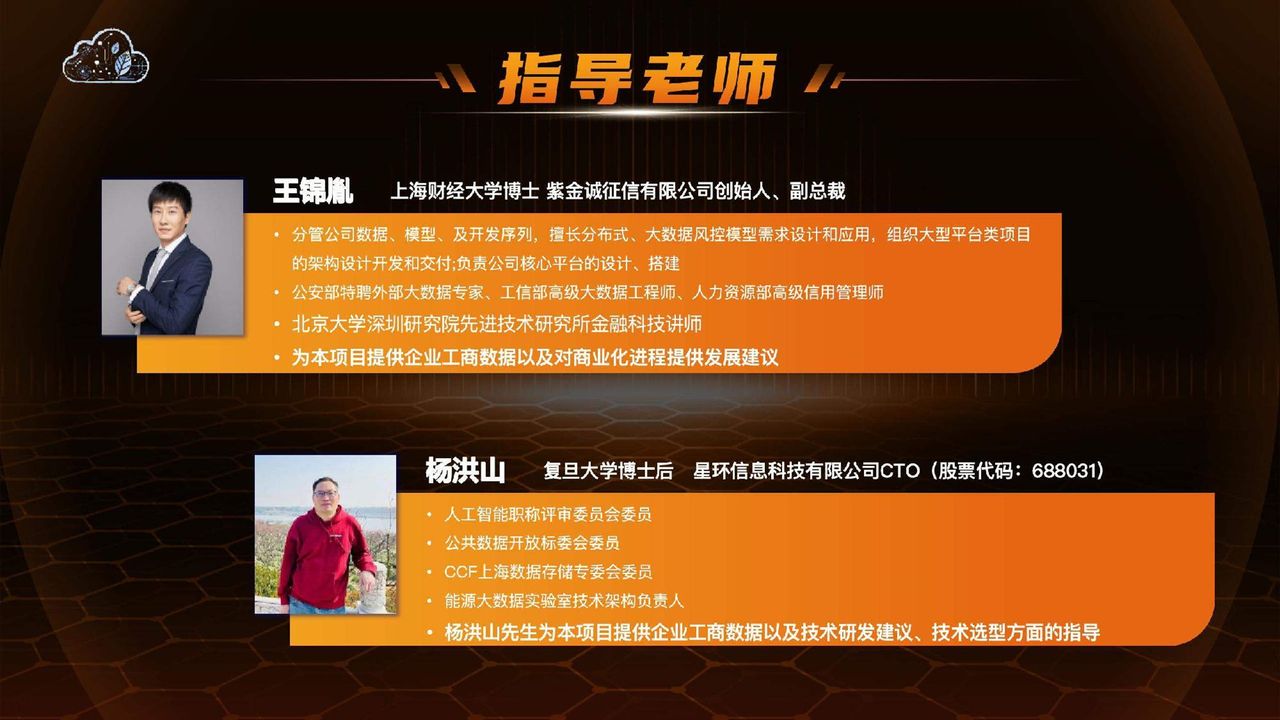 指导老师
王锦胤 上海财经大学博士 紫金诚征信有限公司创始人、副总裁
• 分管公司数据、模型、及开发序列，擅长分布式、大数据风控模型需求设计和应用，组织大型平台类项目
的架构设计开发和交付;负责公司核心平台的设计、搭建
• 公安部特聘外部大数据专家、工信部高级大数据工程师、人力资源部高级信用管理师
• 北京大学深圳研究院先进技术研究所金融科技讲师
• 为本项目提供企业工商数据以及对商业化进程提供发展建议
杨洪山 复旦大学博士后 星环信息科技有限公司CTO（股票代码：688031）
• 人工智能职称评审委员会委员
• 公共数据开放标委会委员
• CCF上海数据存储专委会委员
• 能源大数据实验室技术架构负责人
• 杨洪山先生为本项目提供企业工商数据以及技术研发建议、技术选型方面的指导